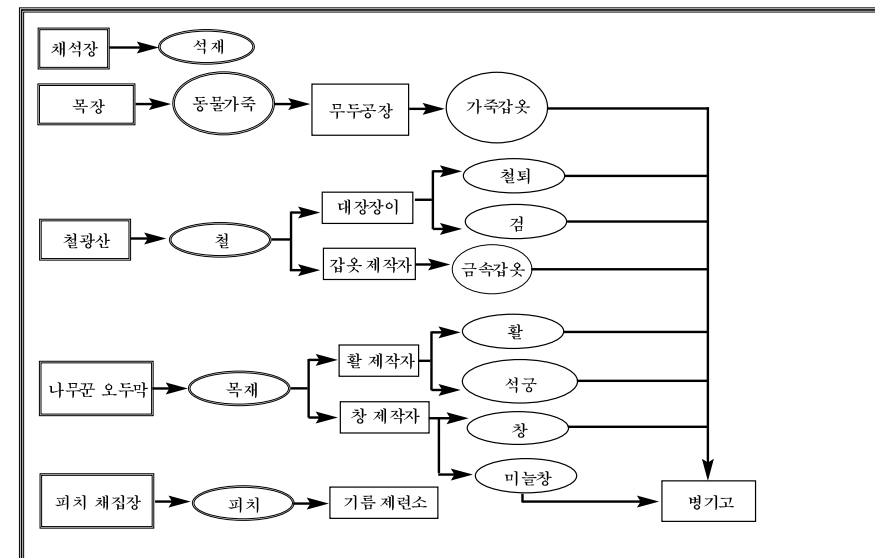 채석장
석재
목장
동물가죽
무두공장
가죽갑옷
철광산
철
대장장이
철퇴
검
갑옷 제작자
금속갑옷
나무꾼 오두막
목재
활 제작자
활
석궁
창 제작자
창
미늘창
피치 채집장
피치
기름 제련소
병기고